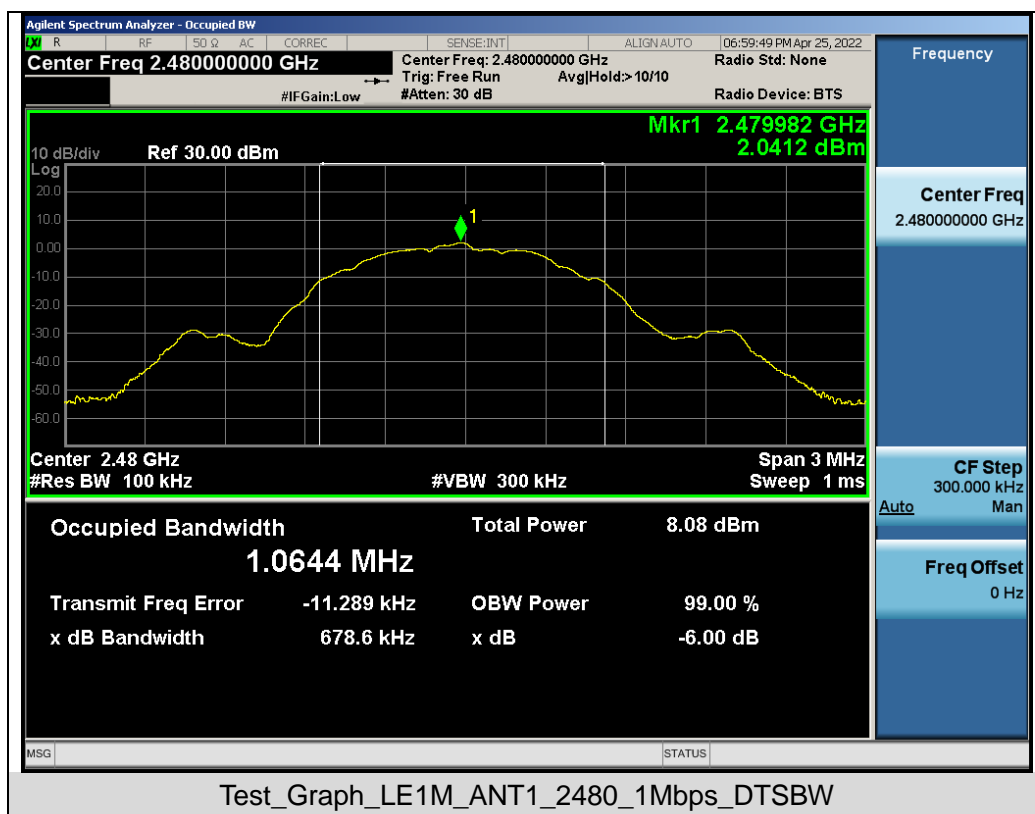 Agilent Spectrum Analyzer - Occupied BW
LXI R RF 50 Ω AC CORREC SENSE:INT ALIGN AUTO 06:59:49 PM Apr 25, 2022
Center Freq 2.480000000 GHz Center Freq: 2.480000000 GHz Radio Std: None
Trig: Free Run Avg|Hold:>10/10
#IFGain:Low #Atten: 30 dB Radio Device: BTS
Frequency
Mkr1 2.479982 GHz
2.0412 dBm
10 dB/div Ref 30.00 dBm
Log
20.0
10.0
0.00
-10.0
-20.0
-30.0
-40.0
-50.0
-60.0
1
Center 2.48 GHz Span 3 MHz
#Res BW 100 kHz #VBW 300 kHz Sweep 1 ms
Center Freq
2.480000000 GHz
CF Step
300.000 kHz
Auto Man
Freq Offset
0 Hz
Occupied Bandwidth Total Power 8.08 dBm
1.0644 MHz
Transmit Freq Error -11.289 kHz OBW Power 99.00 %
x dB Bandwidth 678.6 kHz x dB -6.00 dB
MSG STATUS
Test_Graph_LE1M_ANT1_2480_1Mbps_DTSBW